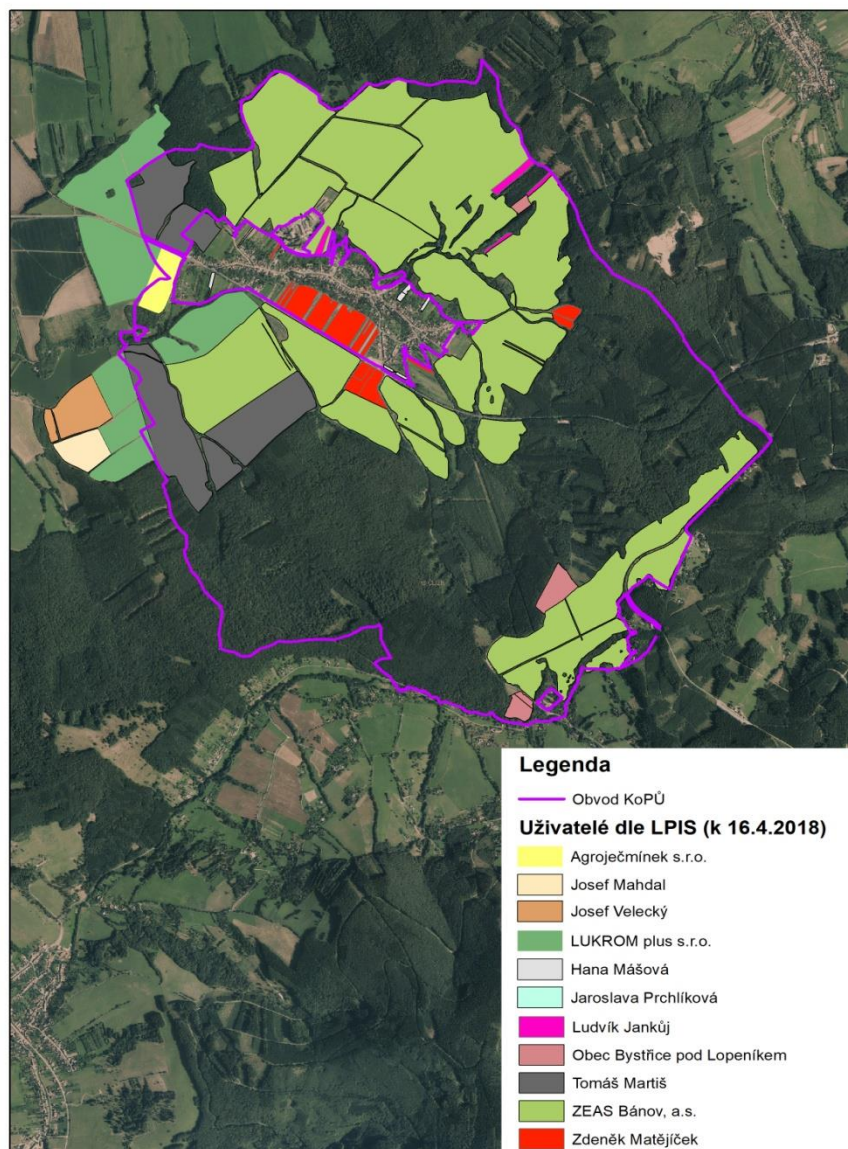 Legenda
Obvod KoPÚ
Uživatelé dle LPIS (k 16.4.2018)
Agroječmínek s.r.o.
Josef Mahdal
Josef Velecký
LUKROM plus s.r.o.
Hana Mášová
Jaroslava Prchlíková
Ludvík Jankůj
Obec Bystřice pod Lopeníkem
Tomáš Martiš
ZEAS Bánov, a.s.
Zdeněk Matějíček